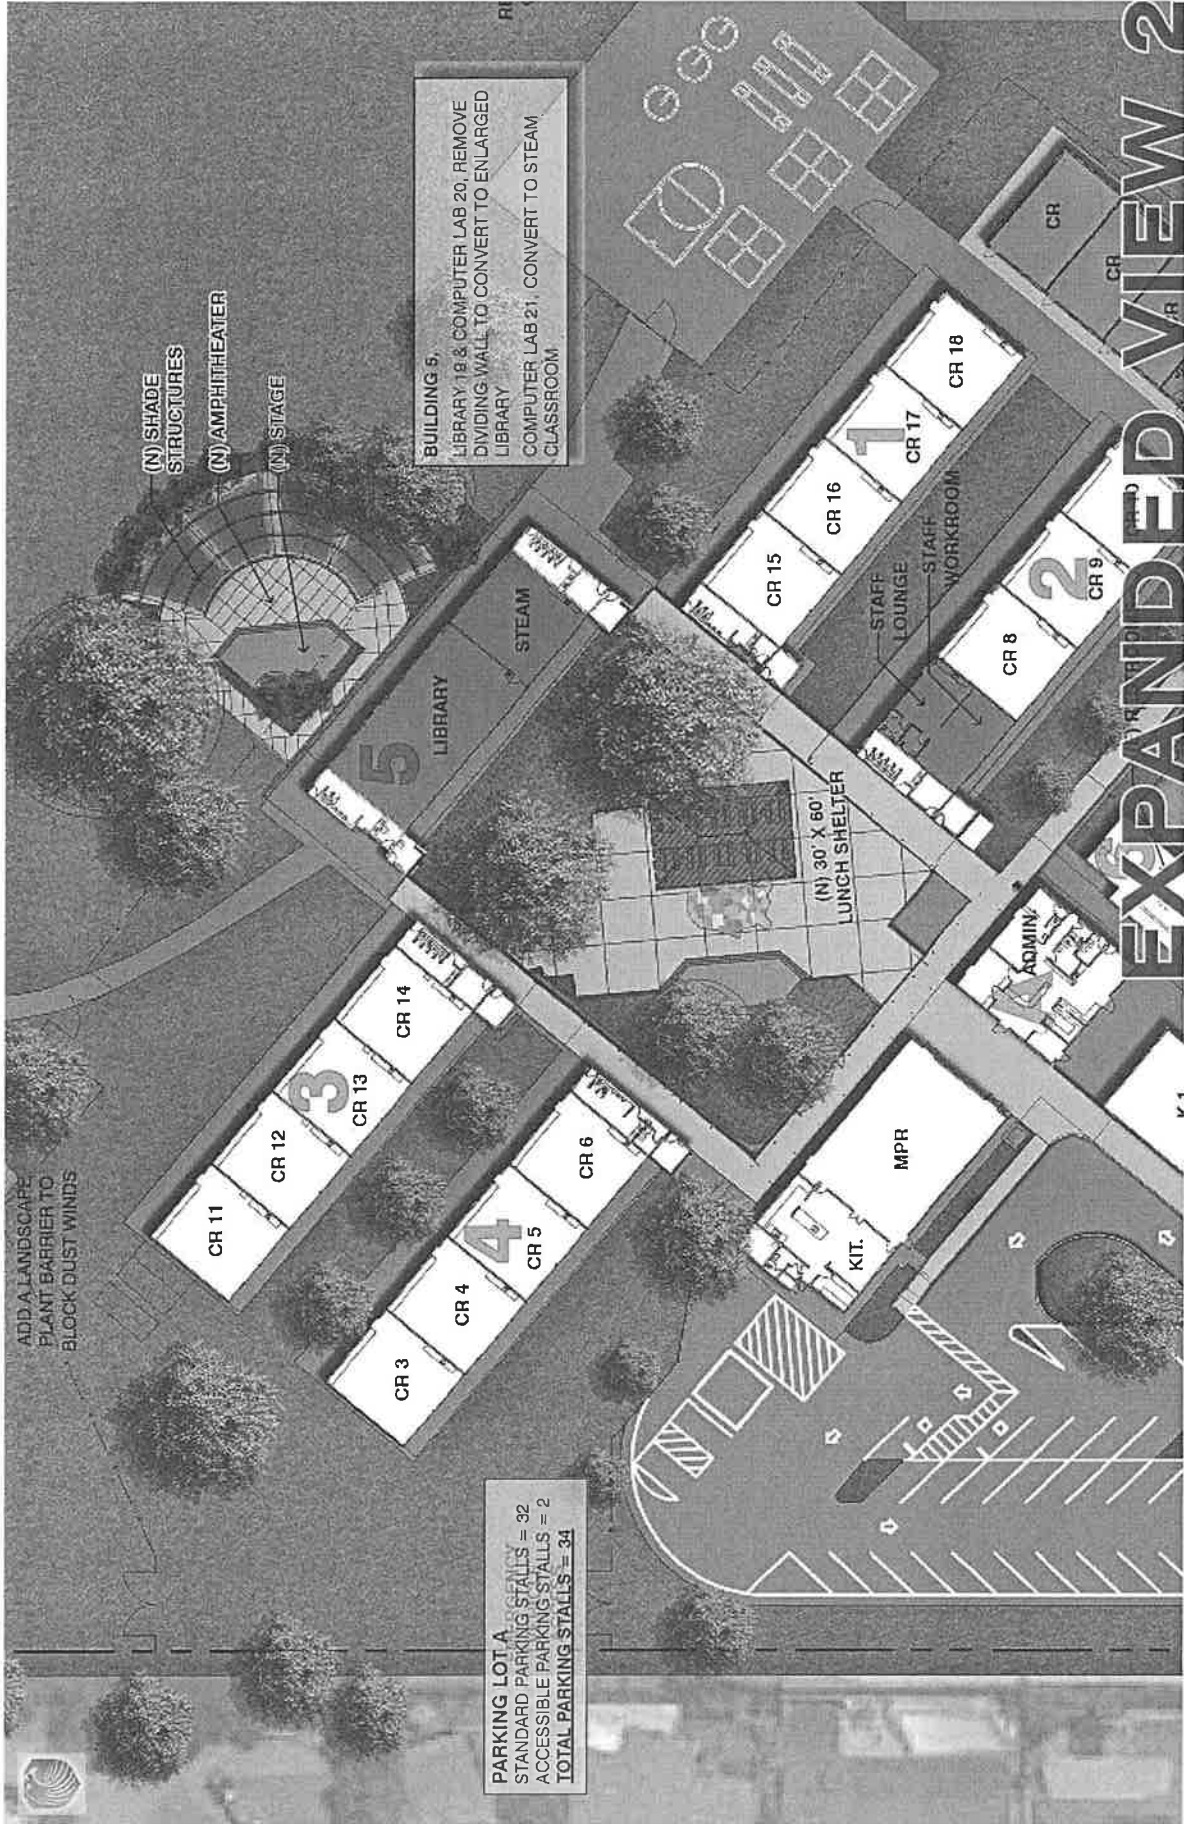 ADD A LANDSCAPE
PLANT BARRIER TO
BLOCK DUST WINDS
(N) SHADE
STRUCTURES
(N) AMPHITHEATER
(N) STAGE
BUILDING 5,
LIBRARY 19 & COMPUTER LAB 20, REMOVE
DIVIDING WALL TO CONVERT TO ENLARGED
LIBRARY
COMPUTER LAB 21, CONVERT TO STEAM
CLASSROOM
CR 11
CR 12
3
CR 13
CR 14
5
LIBRARY
STEAM
CR 3
CR 4
4
CR 5
CR 6
CR 15
CR 16
1
CR 17
CR 18
(N) 30' X 60'
LUNCH SHELTER
STAFF
LOUNGE
STAFF
WORKROOM
CR 8
2
CR 9
CR
CR
KIT.
MPR
ADMIN.
PARKING LOT A
STANDARD PARKING STALLS = 32
ACCESSIBLE PARKING STALLS = 2
TOTAL PARKING STALLS = 34
EXPANDED VIEW 2